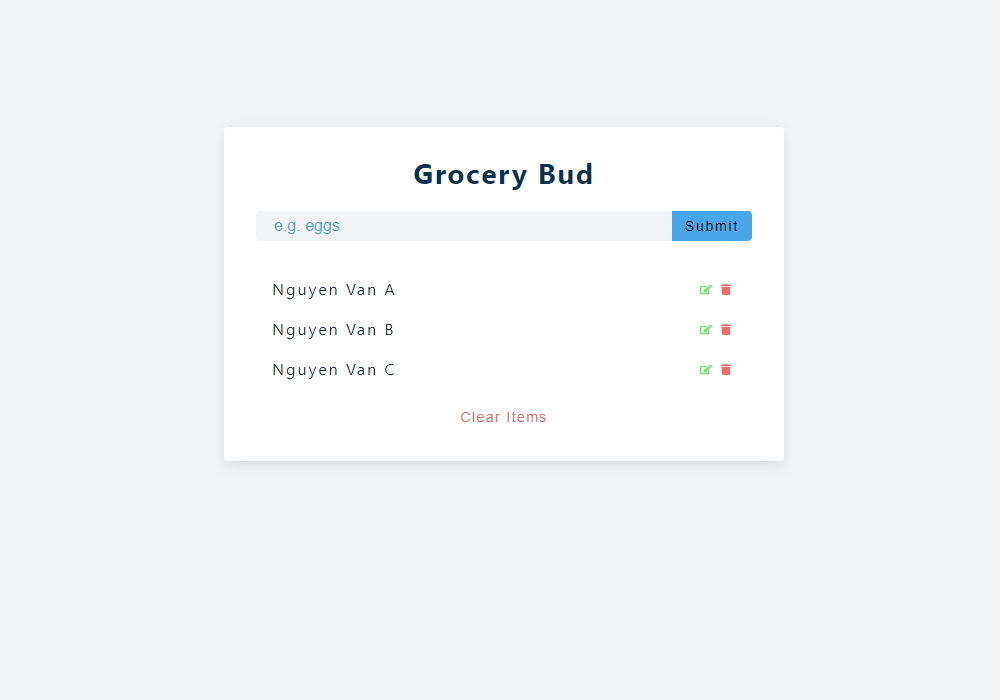 Grocery Bud
e.g. eggs
Submit
Nguyen Van A
Nguyen Van B
Nguyen Van C
Clear Items